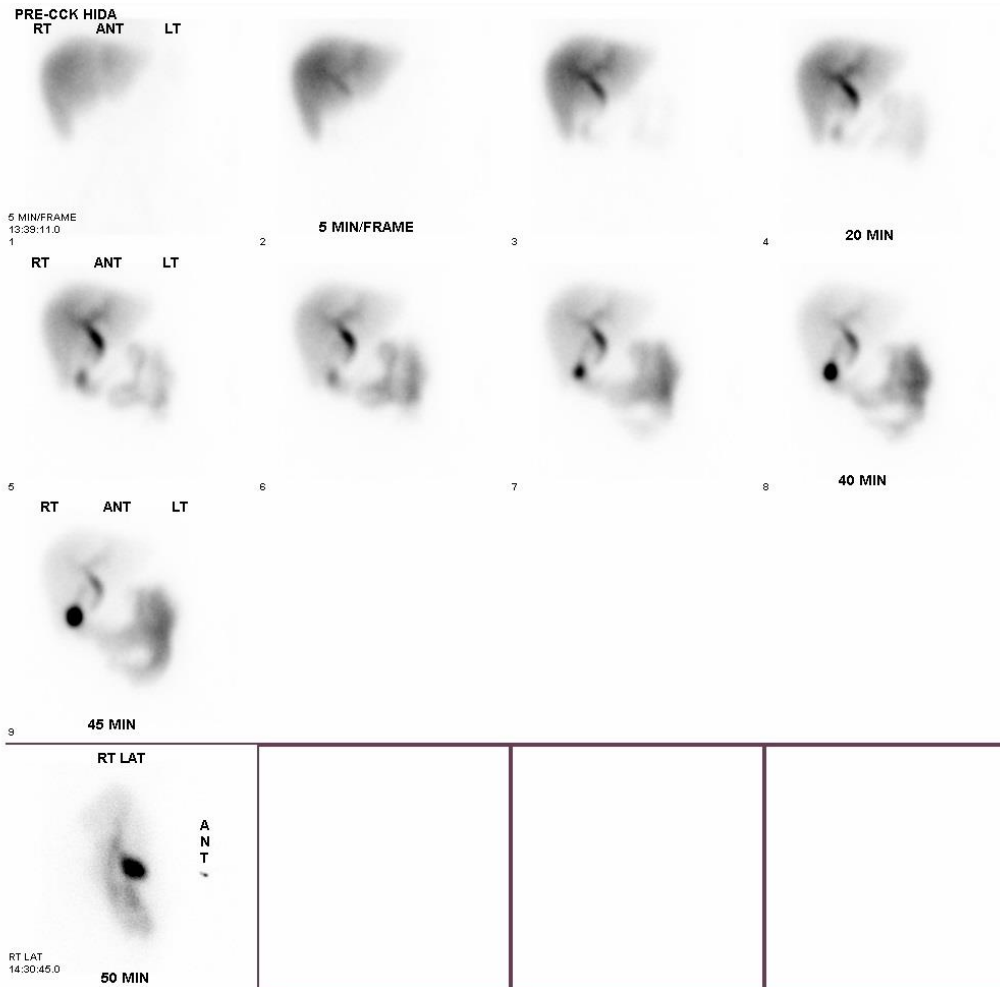 PRE-CCK HIDA
RT ANT LT
5 MIN/FRAME
13:39:11.0
1
5 MIN/FRAME
2
3
20 MIN
4
RT ANT LT
5
6
7
40 MIN
8
RT ANT LT
45 MIN
9
RT LAT
A
N
T
RT LAT
14:30:45.0
50 MIN